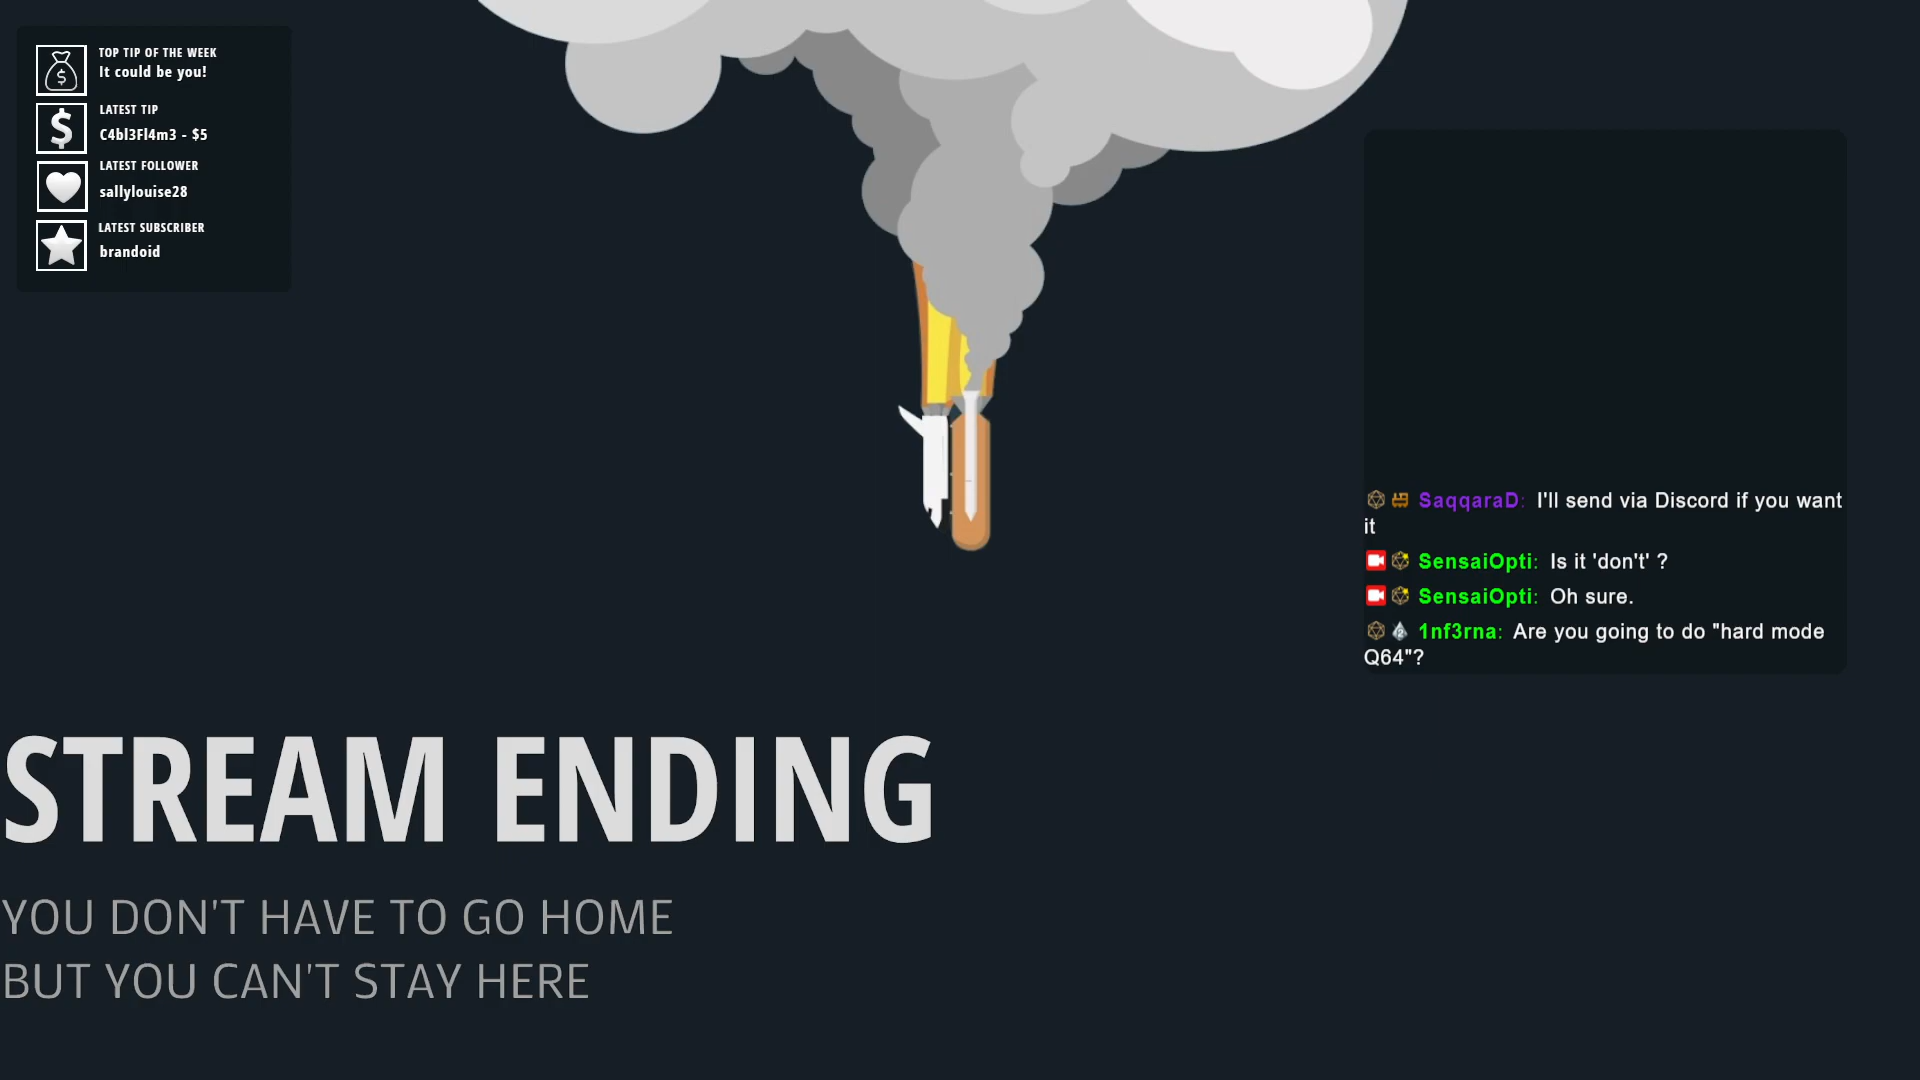 TOP TIP OF THE WEEK
It could be you!
LATEST TIP
C4bl3Fl4m3 - $5
LATEST FOLLOWER
sallylouise28
LATEST SUBSCRIBER
brandoid
SaqqaraD: I'll send via Discord if you want
it
SensaiOpti: Is it 'don't' ?
SensaiOpti: Oh sure.
1nf3rna: Are you going to do "hard mode
Q64"?
STREAM ENDING
YOU DON'T HAVE TO GO HOME
BUT YOU CAN'T STAY HERE